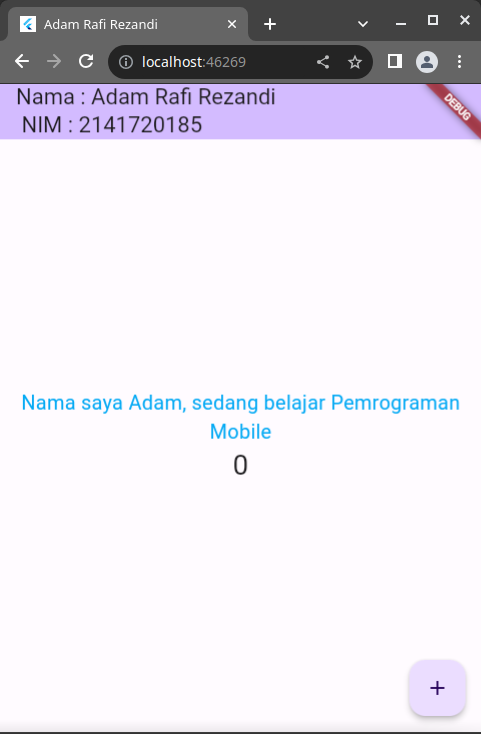 Adam Rafi Rezandi
localhost:46269
Nama : Adam Rafi Rezandi
NIM : 2141720185
DEBUG
Nama saya Adam, sedang belajar Pemrograman
Mobile
0
+